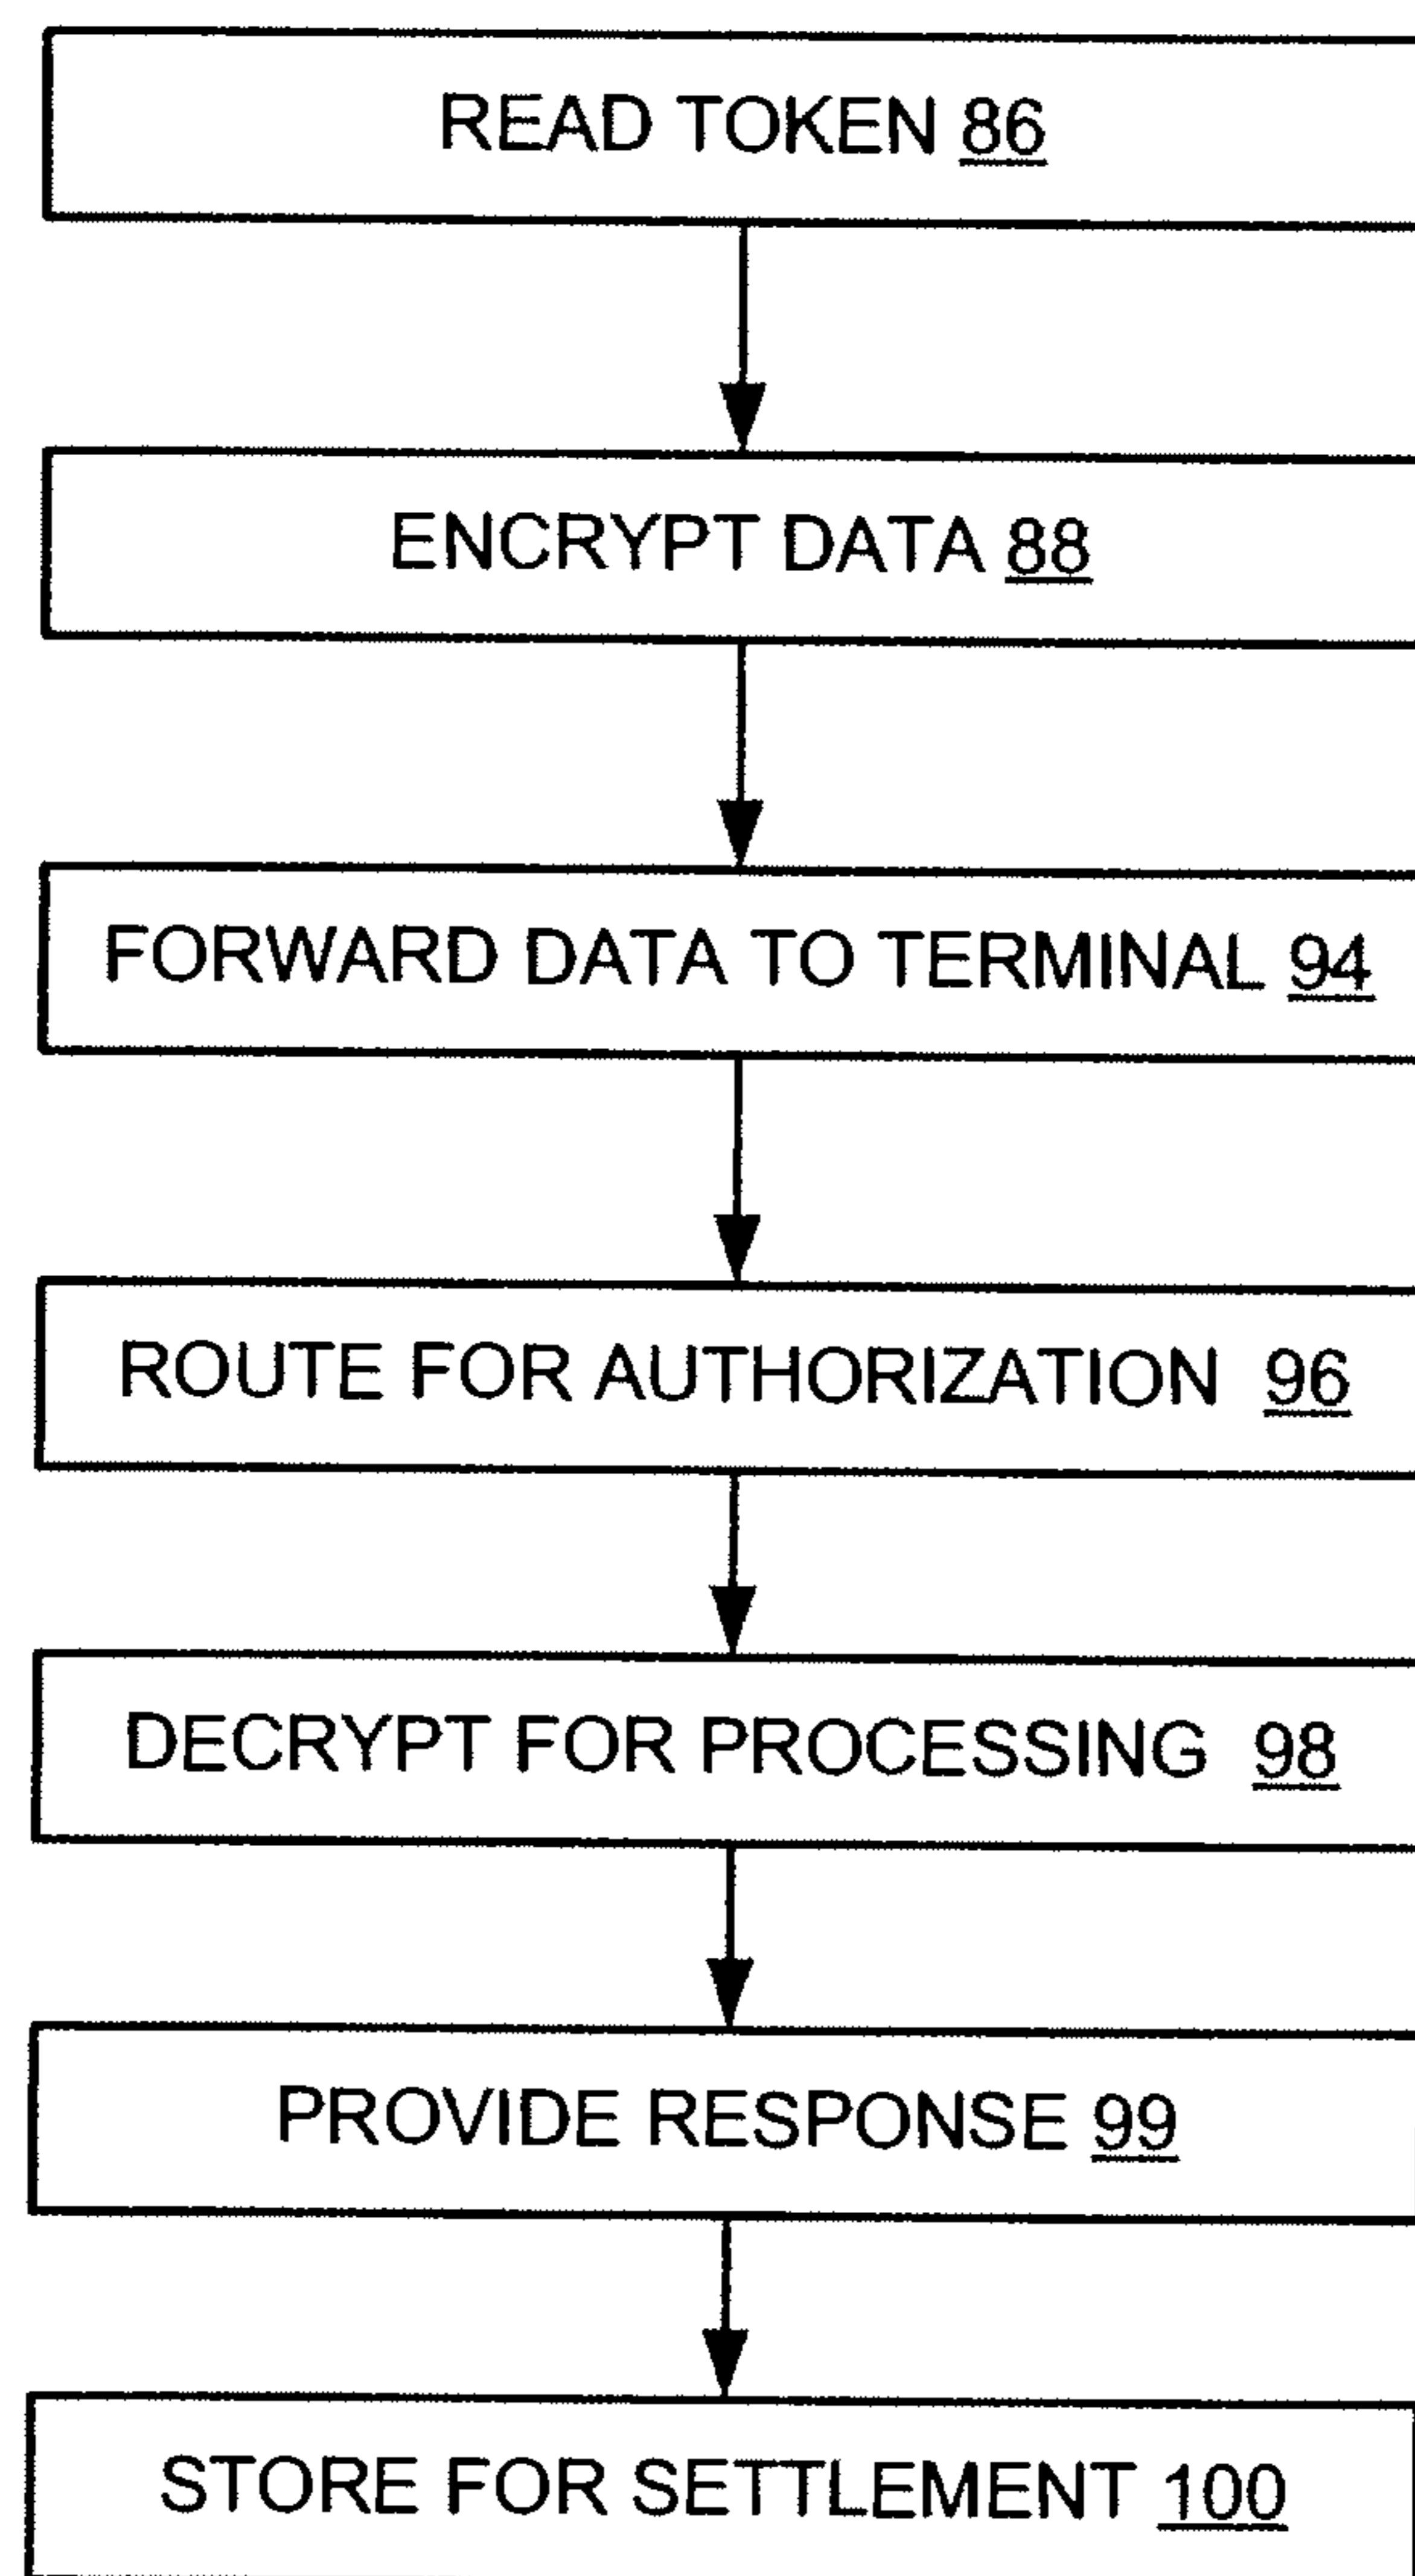 READ TOKEN 86
ENCRYPT DATA 88
FORWARD DATA TO TERMINAL 94
ROUTE FOR AUTHORIZATION 96
DECRYPT FOR PROCESSING 98
PROVIDE RESPONSE 99
STORE FOR SETTLEMENT 100